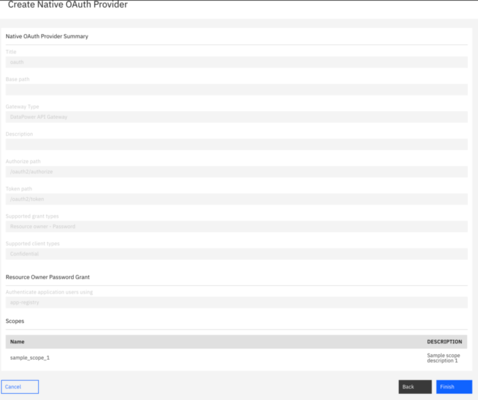 Create Native OAuth Provider
Native OAuth Provider Summary
Title
oauth
Base path
Gateway Type
DataPower API Gateway
Description
Authorize path
/oauth2/authorize
Token path
/oauth2/token
Supported grant types
Resource owner - Password
Supported client types
Confidential
Resource Owner Password Grant
Authenticate application users using
app-registry
Scopes
Name DESCRIPTION
sample_scope_1 Sample scope
description 1
Cancel Back Finish